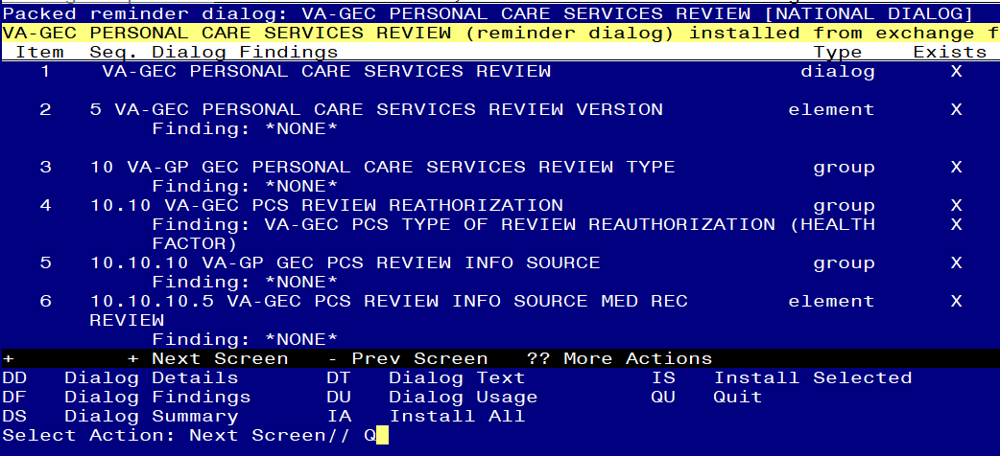 Packed reminder dialog: VA-GEC PERSONAL CARE SERVICES REVIEW [NATIONAL DIALOG]
VA-GEC PERSONAL CARE SERVICES REVIEW (reminder dialog) installed from exchange f
Item Seq. Dialog Findings Type Exists
1 VA-GEC PERSONAL CARE SERVICES REVIEW dialog X
2 5 VA-GEC PERSONAL CARE SERVICES REVIEW VERSION element X
Finding: *NONE*
3 10 VA-GP GEC PERSONAL CARE SERVICES REVIEW TYPE group X
Finding: *NONE*
4 10.10 VA-GEC PCS REVIEW REATHORIZATION group X
Finding: VA-GEC PCS TYPE OF REVIEW REAUTHORIZATION (HEALTH X
FACTOR)
5 10.10.10 VA-GP GEC PCS REVIEW INFO SOURCE group X
Finding: *NONE*
6 10.10.10.5 VA-GEC PCS REVIEW INFO SOURCE MED REC element X
REVIEW
Finding: *NONE*
+ + Next Screen - Prev Screen ?? More Actions
DD Dialog Details DT Dialog Text IS Install Selected
DF Dialog Findings DU Dialog Usage QU Quit
DS Dialog Summary IA Install All
Select Action: Next Screen// Q